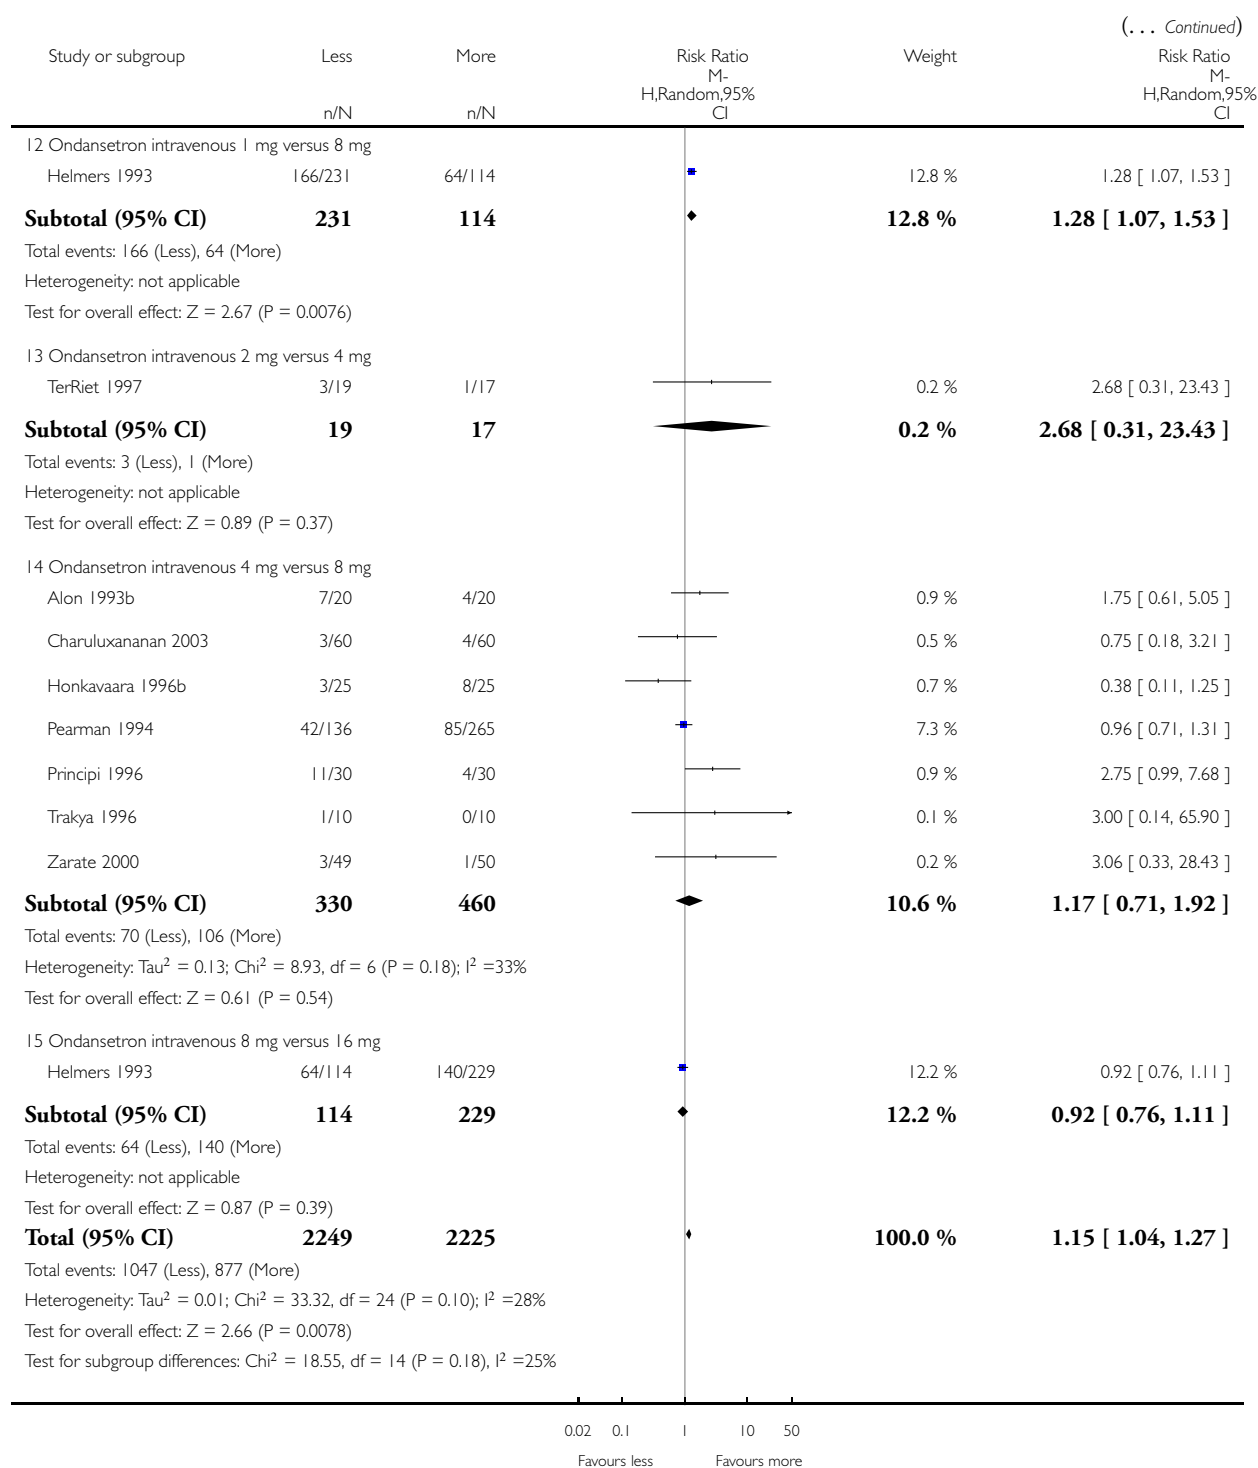 (... Continued)
Study or subgroup Less More Risk Ratio Weight Risk Ratio
M- M-
H,Random,95% H,Random,95%
n/N n/N CI CI
12 Ondansetron intravenous 1 mg versus 8 mg
Helmers 1993 166/231 64/114 12.8 % 1.28 [ 1.07, 1.53 ]
Subtotal (95% CI) 231 114 12.8 % 1.28 [ 1.07, 1.53 ]
Total events: 166 (Less), 64 (More)
Heterogeneity: not applicable
Test for overall effect: Z = 2.67 (P = 0.0076)
13 Ondansetron intravenous 2 mg versus 4 mg
TerRiet 1997 3/19 1/17 0.2 % 2.68 [ 0.31, 23.43 ]
Subtotal (95% CI) 19 17 0.2 % 2.68 [ 0.31, 23.43 ]
Total events: 3 (Less), 1 (More)
Heterogeneity: not applicable
Test for overall effect: Z = 0.89 (P = 0.37)
14 Ondansetron intravenous 4 mg versus 8 mg
Alon 1993b 7/20 4/20 0.9 % 1.75 [ 0.61, 5.05 ]
Charuluxananan 2003 3/60 4/60 0.5 % 0.75 [ 0.18, 3.21 ]
Honkavaara 1996b 3/25 8/25 0.7 % 0.38 [ 0.11, 1.25 ]
Pearman 1994 42/136 85/265 7.3 % 0.96 [ 0.71, 1.31 ]
Principi 1996 11/30 4/30 0.9 % 2.75 [ 0.99, 7.68 ]
Trakya 1996 1/10 0/10 0.1 % 3.00 [ 0.14, 65.90 ]
Zarate 2000 3/49 1/50 0.2 % 3.06 [ 0.33, 28.43 ]
Subtotal (95% CI) 330 460 10.6 % 1.17 [ 0.71, 1.92 ]
Total events: 70 (Less), 106 (More)
Heterogeneity: Tau² = 0.13; Chi² = 8.93, df = 6 (P = 0.18); I² =33%
Test for overall effect: Z = 0.61 (P = 0.54)
15 Ondansetron intravenous 8 mg versus 16 mg
Helmers 1993 64/114 140/229 12.2 % 0.92 [ 0.76, 1.11 ]
Subtotal (95% CI) 114 229 12.2 % 0.92 [ 0.76, 1.11 ]
Total events: 64 (Less), 140 (More)
Heterogeneity: not applicable
Test for overall effect: Z = 0.87 (P = 0.39)
Total (95% CI) 2249 2225 100.0 % 1.15 [ 1.04, 1.27 ]
Total events: 1047 (Less), 877 (More)
Heterogeneity: Tau² = 0.01; Chi² = 33.32, df = 24 (P = 0.10); I² =28%
Test for overall effect: Z = 2.66 (P = 0.0078)
Test for subgroup differences: Chi² = 18.55, df = 14 (P = 0.18), I² =25%
0.02 0.1 1 10 50
Favours less Favours more